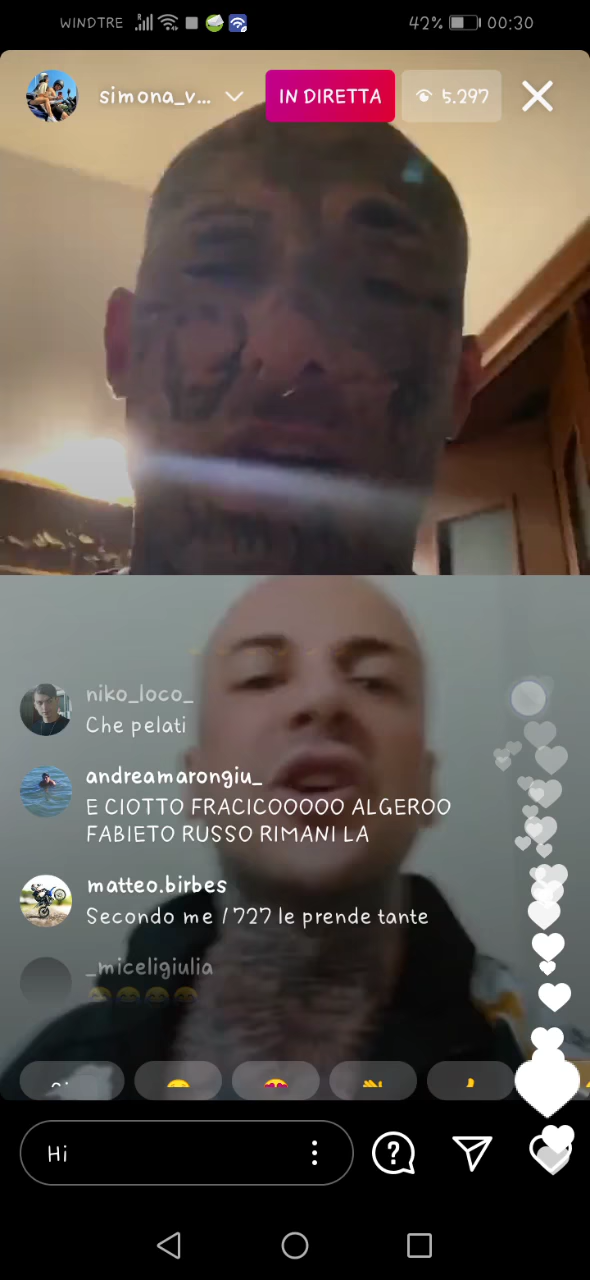 WINDTRE
42% 00:30
simona_v...
IN DIRETTA
5.297
niko_loco_
Che pelati
andreamarongiu_
E CIOTTO FRACICOOOOO ALGEROO
FABIETO RUSSO RIMANI LA
matteo.birbes
Secondo me 1727 le prende tante
_miceligiulia
😂😂😂😂
Hi